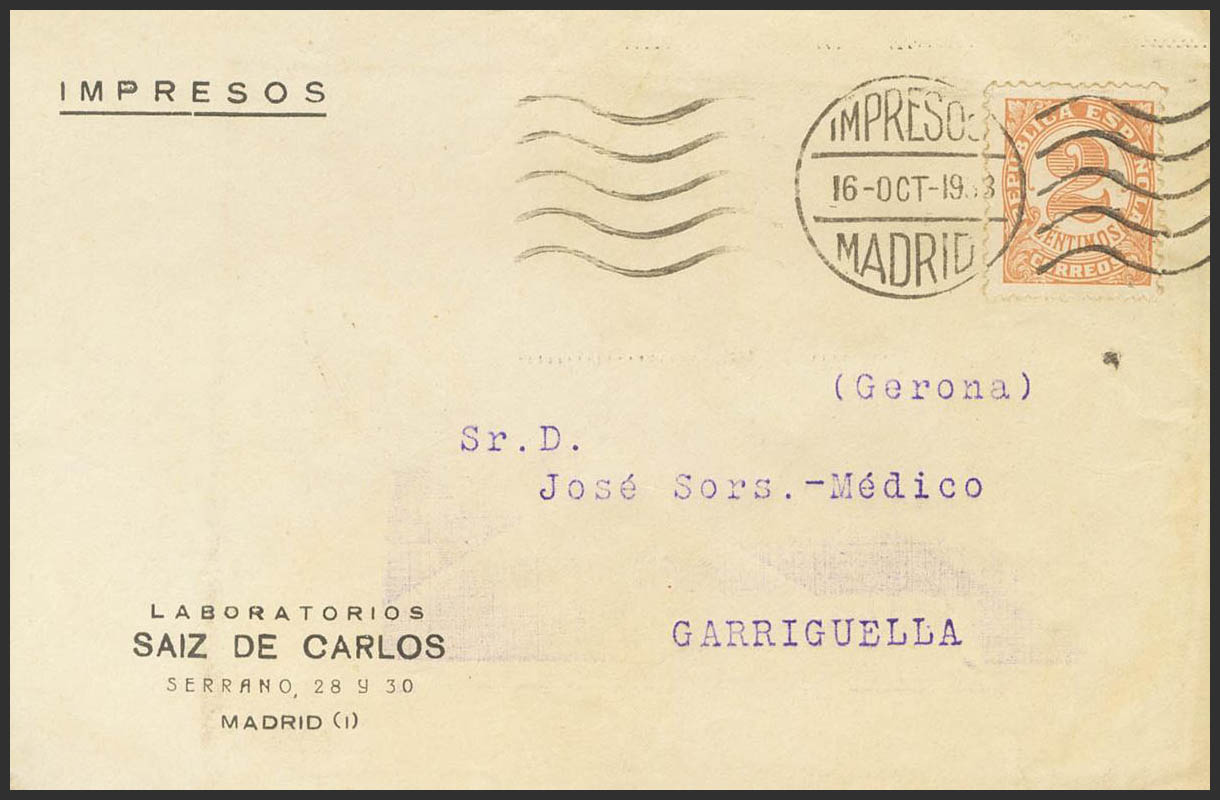 IMPRESOS
IMPRESOS
16-OCT-19
MADRID
REPUBLICA ESPAÑOLA
2
CENTIMOS
CORREOS
(Gerona)
Sr.D.
José Sors.-Médico
GARRIGUELLA
LABORATORIOS
SAIZ DE CARLOS
SERRANO, 28 Y 30
MADRID (1)